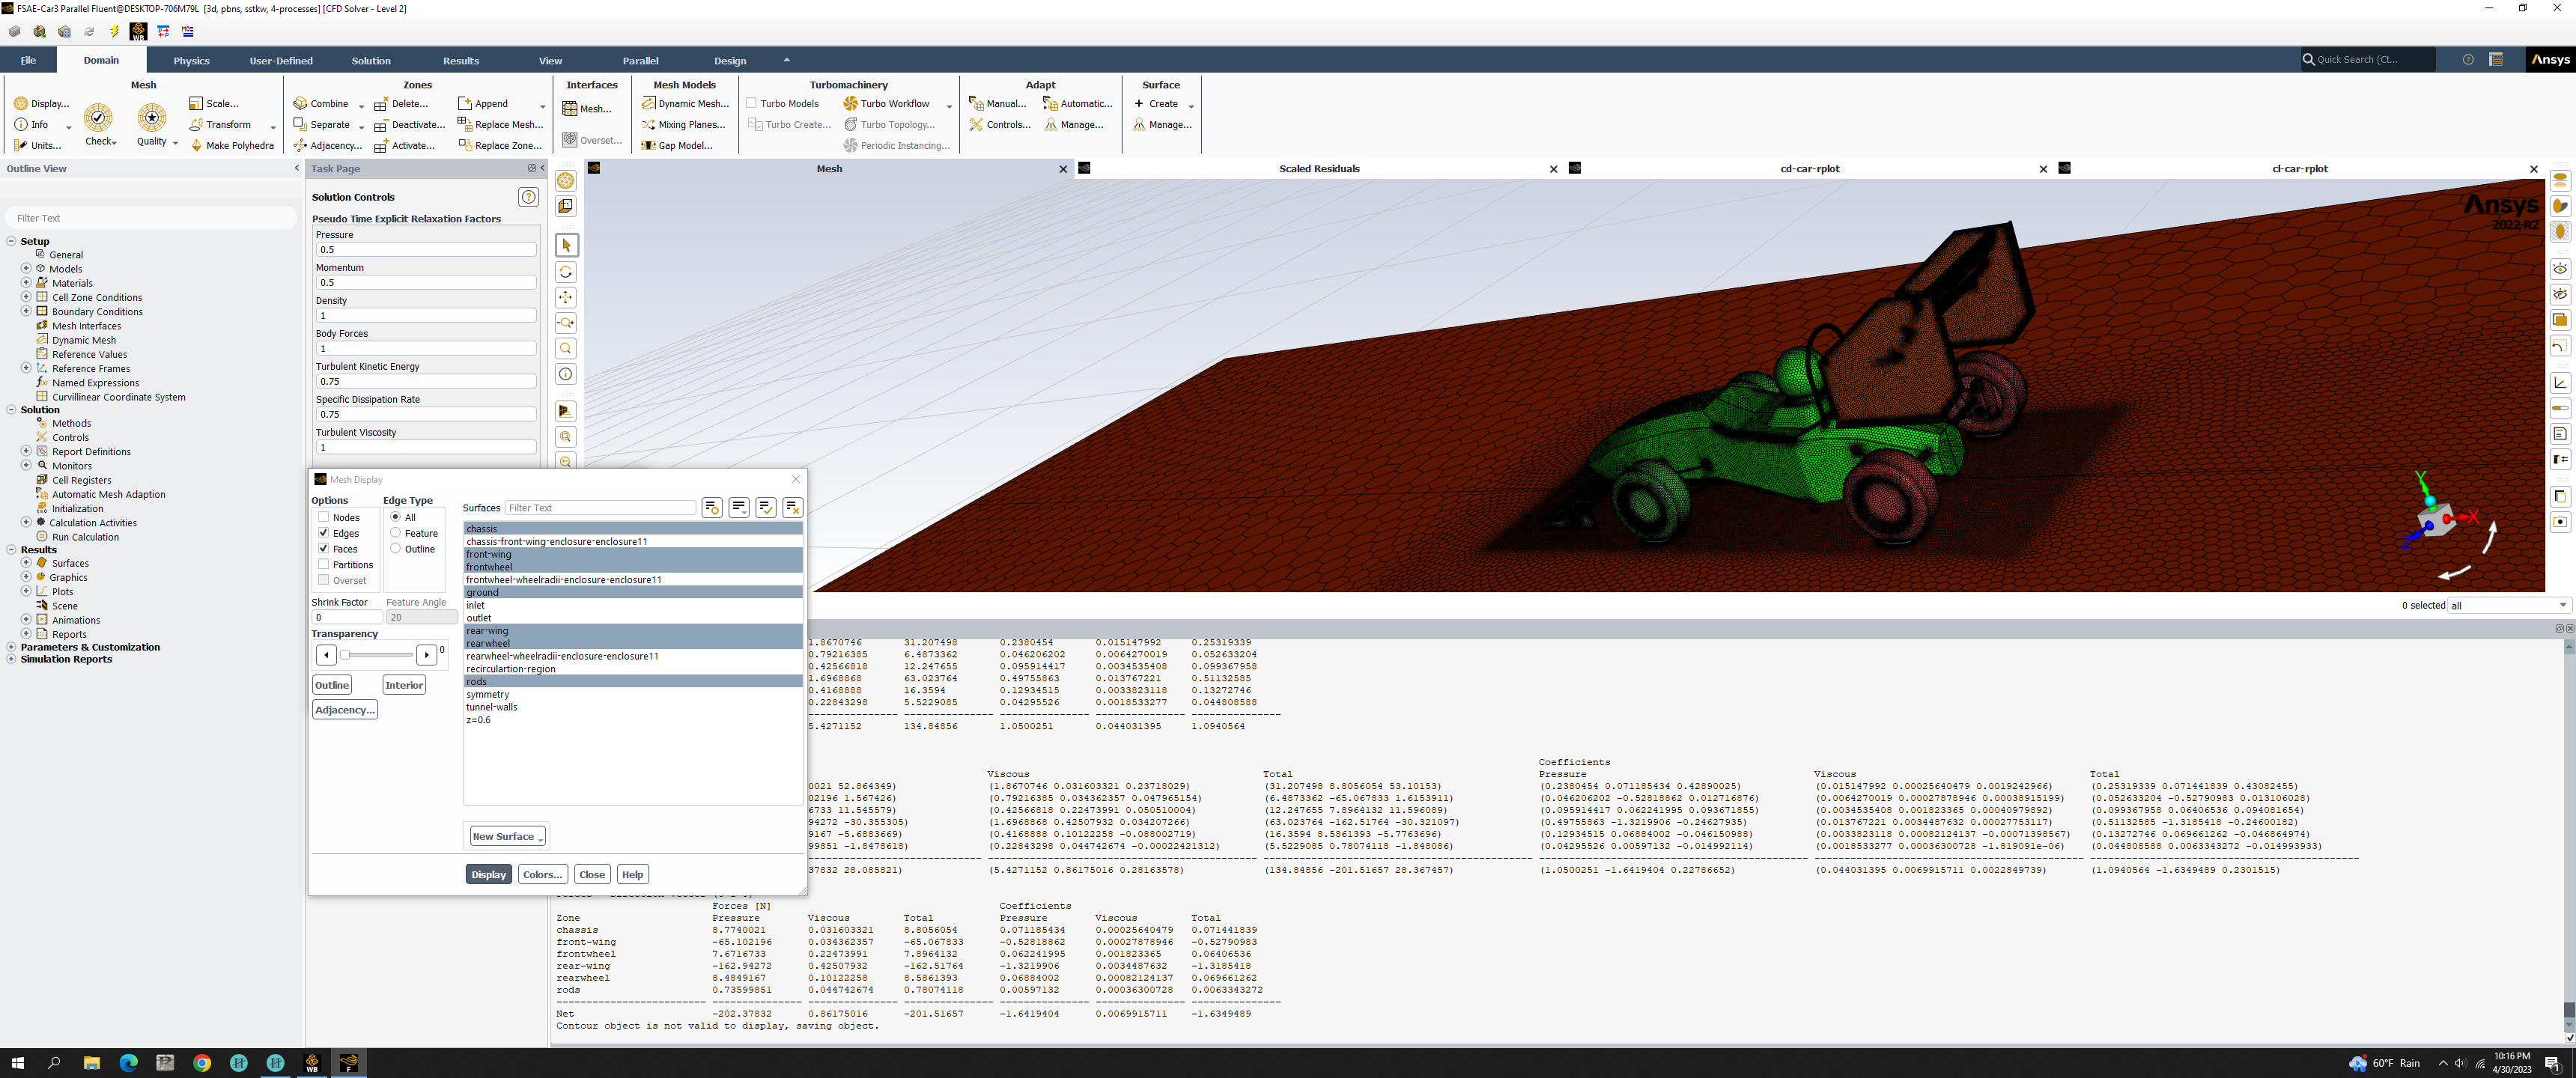 FSAE-Car3 Parallel Fluent@DESKTOP-706M79L [3d, pbns, sstkw, 4-processes] [CFD Solver - Level 2]
File Domain Physics User-Defined Solution Results View Parallel Design Quick Search (Ct... Ansys
Mesh Zones Interfaces Mesh Models Turbomachinery Adapt Surface
Display... Scale... Combine Delete... Append Mesh... Dynamic Mesh... Turbo Models Turbo Workflow Manual... Automatic... Create
Info Transform Separate Deactivate... Replace Mesh... Mixing Planes... Turbo Create... Turbo Topology... Controls... Manage... Manage...
Units... Check Quality Make Polyhedra Adjacency... Activate... Replace Zone... Overset... Gap Model... Periodic Instancing...
Outline View
Filter Text
Setup
General
Models
Materials
Cell Zone Conditions
Boundary Conditions
Mesh Interfaces
Dynamic Mesh
Reference Values
Reference Frames
Named Expressions
Curvilinear Coordinate System
Solution
Methods
Controls
Report Definitions
Monitors
Cell Registers
Automatic Mesh Adaption
Initialization
Calculation Activities
Run Calculation
Results
Surfaces
Graphics
Plots
Scene
Animations
Reports
Parameters & Customization
Simulation Reports
Task Page
Solution Controls
Pseudo Time Explicit Relaxation Factors
Pressure
0.5
Momentum
0.5
Density
1
Body Forces
1
Turbulent Kinetic Energy
0.75
Specific Dissipation Rate
0.75
Turbulent Viscosity
1
Mesh Scaled Residuals cd-car-rplot cl-car-rplot
Ansys
2022 R2
Y
X
Z
0 selected all
Mesh Display
Options
Nodes
Edges
Faces
Partitions
Overset
Edge Type
All
Feature
Outline
Shrink Factor Feature Angle
0 20
Transparency
0
Outline Interior
Adjacency...
Surfaces Filter Text
chassis
chassis-front-wing-enclosure-enclosure11
front-wing
frontwheel
frontwheel-wheelradii-enclosure-enclosure11
ground
inlet
outlet
rear-wing
rearwheel
rearwheel-wheelradii-enclosure-enclosure11
recirculartion-region
rods
symmetry
tunnel-walls
z=0.6
New Surface
Display Colors... Close Help
1.8670746 31.207498 0.2380454 0.015147992 0.25319339
0.79216385 6.4873362 0.046206202 0.0064270019 0.052633204
0.42566818 12.247655 0.095914417 0.0034535408 0.099367958
1.6968868 63.023764 0.49755863 0.013767221 0.51132585
0.4168888 16.3594 0.12934515 0.0033823118 0.13272746
0.22843298 5.5229085 0.04295526 0.0018533277 0.044808588
5.4271152 134.84856 1.0500251 0.044031395 1.0940564
Coefficients
Viscous Total Pressure Viscous Total
0021 52.864349) (1.8670746 0.031603321 0.23718029) (31.207498 8.8056054 53.10153) (0.2380454 0.071185434 0.42890025) (0.015147992 0.00025640479 0.0019242966) (0.25319339 0.071441839 0.43082455)
02196 1.567426) (0.79216385 0.034362357 0.047965154) (6.4873362 -65.067833 1.6153911) (0.046206202 -0.52818862 0.012716876) (0.0064270019 0.00027878946 0.00038915199) (0.052633204 -0.52790983 0.013106028)
6733 11.545579) (0.42566818 0.22473991 0.050510004) (12.247655 7.8964132 11.596089) (0.095914417 0.062241995 0.093671855) (0.0034535408 0.001823365 0.00040979892) (0.099367958 0.06406536 0.094081654)
94272 -30.355305) (1.6968868 0.42507932 0.034207266) (63.023764 -162.51764 -30.321097) (0.49755863 -1.3219906 -0.24627935) (0.013767221 0.0034487632 0.00027753117) (0.51132585 -1.3185418 -0.24600182)
9167 -5.6883669) (0.4168888 0.10122258 -0.088002719) (16.3594 8.5861393 -5.7763696) (0.12934515 0.06884002 -0.046150988) (0.0033823118 0.00082124137 -0.00071398567) (0.13272746 0.069661262 -0.046864974)
99851 -1.8478618) (0.22843298 0.044742674 -0.00022421312) (5.5229085 0.78074118 -1.848086) (0.04295526 0.00597132 -0.014992114) (0.0018533277 0.00036300728 -1.819091e-06) (0.044808588 0.0063343272 -0.014993933)
37832 28.085821) (5.4271152 0.86175016 0.28163578) (134.84856 -201.51657 28.367457) (1.0500251 -1.6419404 0.22786652) (0.044031395 0.0069915711 0.0022849739) (1.0940564 -1.6349489 0.2301515)
Forces [N] Coefficients
Zone Pressure Viscous Total Pressure Viscous Total
chassis 8.7740021 0.031603321 8.8056054 0.071185434 0.00025640479 0.071441839
front-wing -65.102196 0.034362357 -65.067833 -0.52818862 0.00027878946 -0.52790983
frontwheel 7.6716733 0.22473991 7.8964132 0.062241995 0.001823365 0.06406536
rear-wing -162.94272 0.42507932 -162.51764 -1.3219906 0.0034487632 -1.3185418
rearwheel 8.4849167 0.10122258 8.5861393 0.06884002 0.00082124137 0.069661262
rods 0.73599851 0.044742674 0.78074118 0.00597132 0.00036300728 0.0063343272
Net -202.37832 0.86175016 -201.51657 -1.6419404 0.0069915711 -1.6349489
Contour object is not valid to display, saving object.
60°F Rain
10:16 PM
4/30/2023